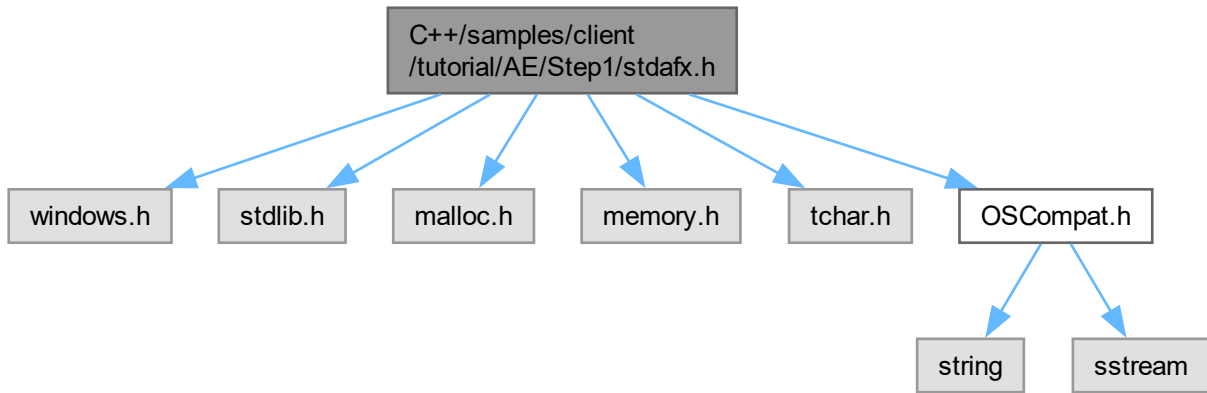 C++/samples/client
/tutorial/AE/Step1/stdafx.h
windows.h
stdlib.h
malloc.h
memory.h
tchar.h
OSCompat.h
string
sstream